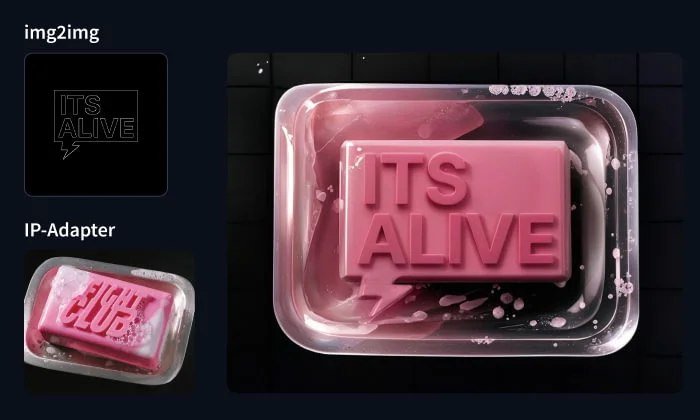 img2img
ITS
ALIVE
IP-Adapter
FIGHT
CLUB
ITS
ALIVE